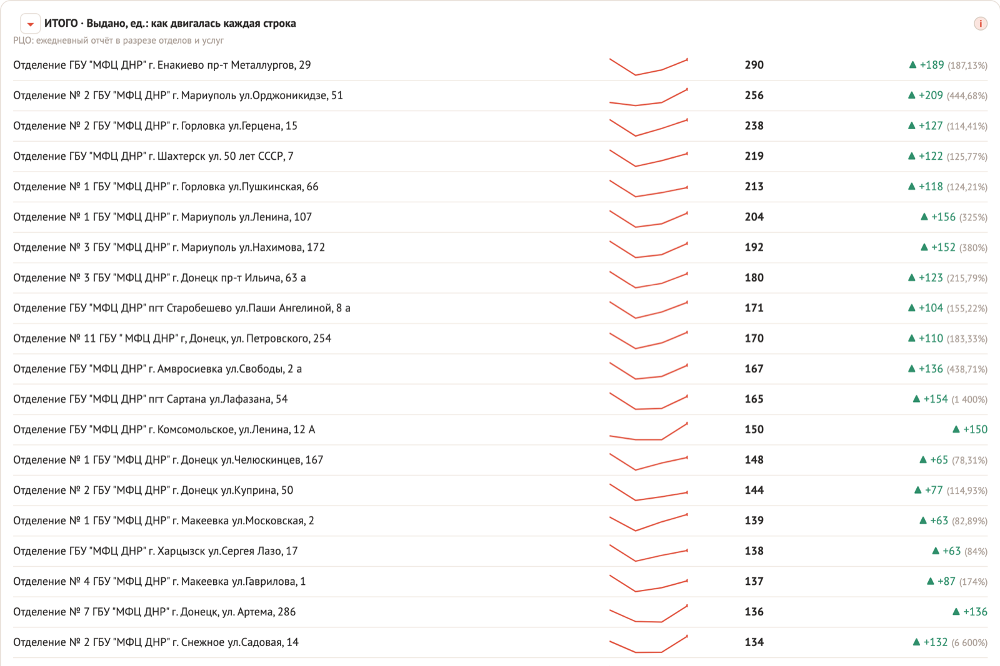 ИТОГО · Выдано, ед.: как двигалась каждая строка
i
РЦО: ежедневный отчёт в разрезе отделов и услуг
Отделение ГБУ "МФЦ ДНР" г. Енакиево пр-т Металлургов, 29 290 ▲ +189 (187,13%)
Отделение № 2 ГБУ "МФЦ ДНР" г. Мариуполь ул.Орджоникидзе, 51 256 ▲ +209 (444,68%)
Отделение № 2 ГБУ "МФЦ ДНР" г. Горловка ул.Герцена, 15 238 ▲ +127 (114,41%)
Отделение ГБУ "МФЦ ДНР" г. Шахтерск ул. 50 лет СССР, 7 219 ▲ +122 (125,77%)
Отделение № 1 ГБУ "МФЦ ДНР" г. Горловка ул.Пушкинская, 66 213 ▲ +118 (124,21%)
Отделение № 1 ГБУ "МФЦ ДНР" г. Мариуполь ул.Ленина, 107 204 ▲ +156 (325%)
Отделение № 3 ГБУ "МФЦ ДНР" г. Мариуполь ул.Нахимова, 172 192 ▲ +152 (380%)
Отделение № 3 ГБУ "МФЦ ДНР" г. Донецк пр-т Ильича, 63 а 180 ▲ +123 (215,79%)
Отделение ГБУ "МФЦ ДНР" пгт Старобешево ул.Паши Ангелиной, 8 а 171 ▲ +104 (155,22%)
Отделение № 11 ГБУ " МФЦ ДНР" г, Донецк, ул. Петровского, 254 170 ▲ +110 (183,33%)
Отделение ГБУ "МФЦ ДНР" г. Амвросиевка ул.Свободы, 2 а 167 ▲ +136 (438,71%)
Отделение ГБУ "МФЦ ДНР" пгт Сартана ул.Лафазана, 54 165 ▲ +154 (1 400%)
Отделение ГБУ "МФЦ ДНР" г. Комсомольское, ул.Ленина, 12 А 150 ▲ +150
Отделение № 1 ГБУ "МФЦ ДНР" г. Донецк ул.Челюскинцев, 167 148 ▲ +65 (78,31%)
Отделение № 2 ГБУ "МФЦ ДНР" г. Донецк ул.Куприна, 50 144 ▲ +77 (114,93%)
Отделение № 1 ГБУ "МФЦ ДНР" г. Макеевка ул.Московская, 2 139 ▲ +63 (82,89%)
Отделение ГБУ "МФЦ ДНР" г. Харцызск ул.Сергея Лазо, 17 138 ▲ +63 (84%)
Отделение № 4 ГБУ "МФЦ ДНР" г. Макеевка ул.Гаврилова, 1 137 ▲ +87 (174%)
Отделение № 7 ГБУ "МФЦ ДНР" г. Донецк, ул. Артема, 286 136 ▲ +136
Отделение № 2 ГБУ "МФЦ ДНР" г. Снежное ул.Садовая, 14 134 ▲ +132 (6 600%)